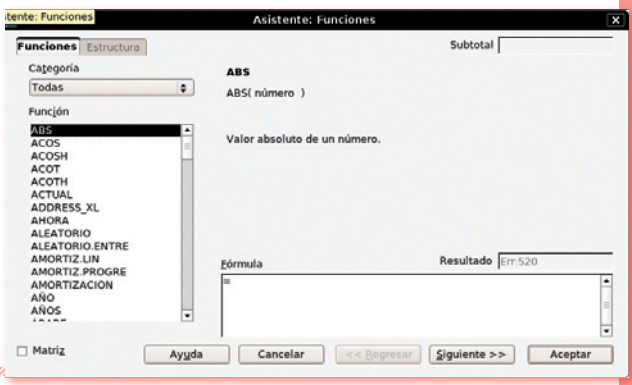 stente: Funciones
Asistente: Funciones
Funciones Estructuro
Subtotal
Categoría
Todas
Función
ABS
ACOS
ACOSH
ACOT
ACOTH
ACTUAL
ADDRESS_XL
AHORA
ALEATORIO
ALEATORIO.ENTRE
AMORTIZ.LIN
AMORTIZ.PROGRE
AMORTIZACION
AÑO
AÑOS
ABS
ABS( número )
Valor absoluto de un número.
Fórmula
Resultado Err:520
=
Matriz
Ayuda Cancelar << Regresar Siguiente >> Aceptar